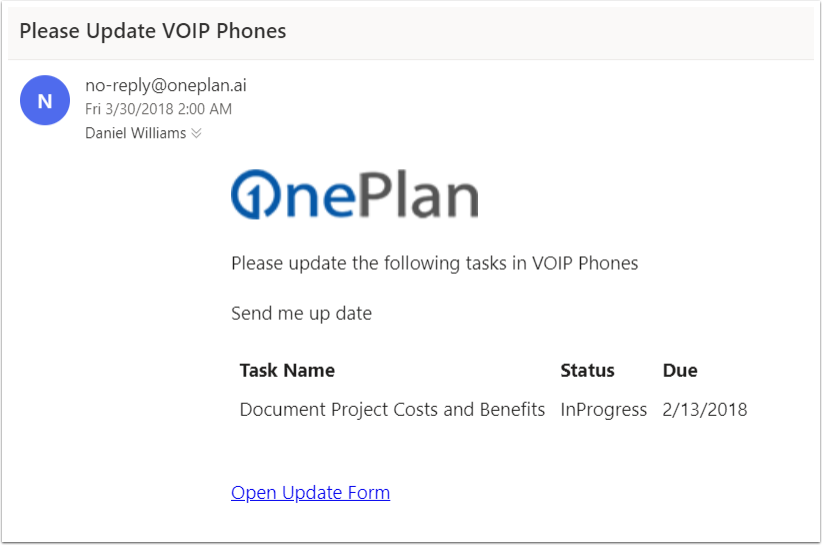 Please Update VOIP Phones
N
no-reply@oneplan.ai
Fri 3/30/2018 2:00 AM
Daniel Williams
OnePlan
Please update the following tasks in VOIP Phones
Send me up date
Task Name Status Due
Document Project Costs and Benefits InProgress 2/13/2018
Open Update Form